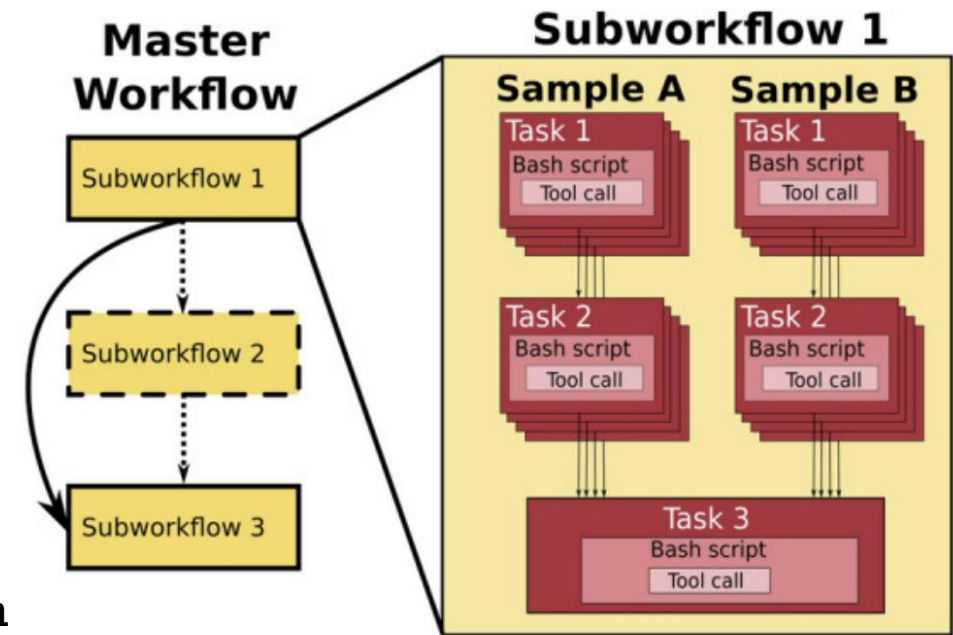 Master
Workflow
Subworkflow 1
Subworkflow 2
Subworkflow 3
Subworkflow 1
Sample A
Task 1
Bash script
Tool call
Task 2
Bash script
Tool call
Sample B
Task 1
Bash script
Tool call
Task 2
Bash script
Tool call
Task 3
Bash script
Tool call